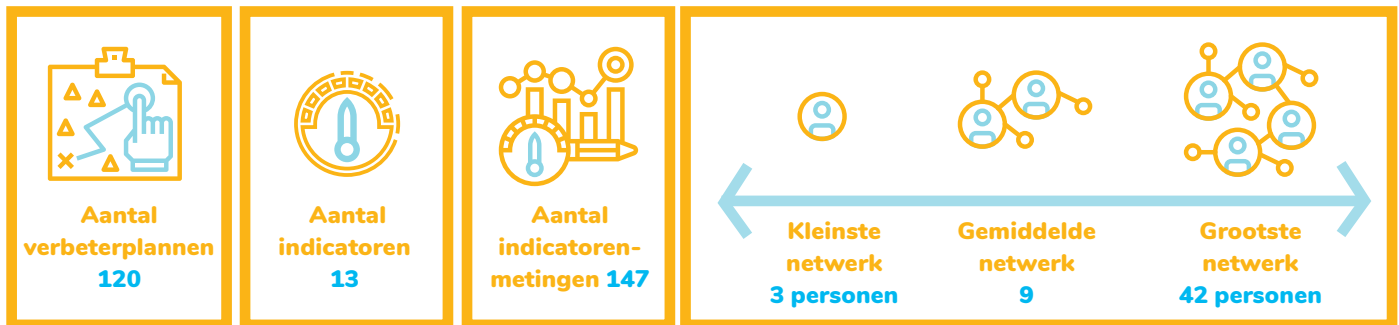 Aantal
verbeterplannen
120
Aantal
indicatoren
13
Aantal
indicatoren-
metingen 147
Kleinste
netwerk
3 personen
Gemiddelde
netwerk
9
Grootste
netwerk
42 personen